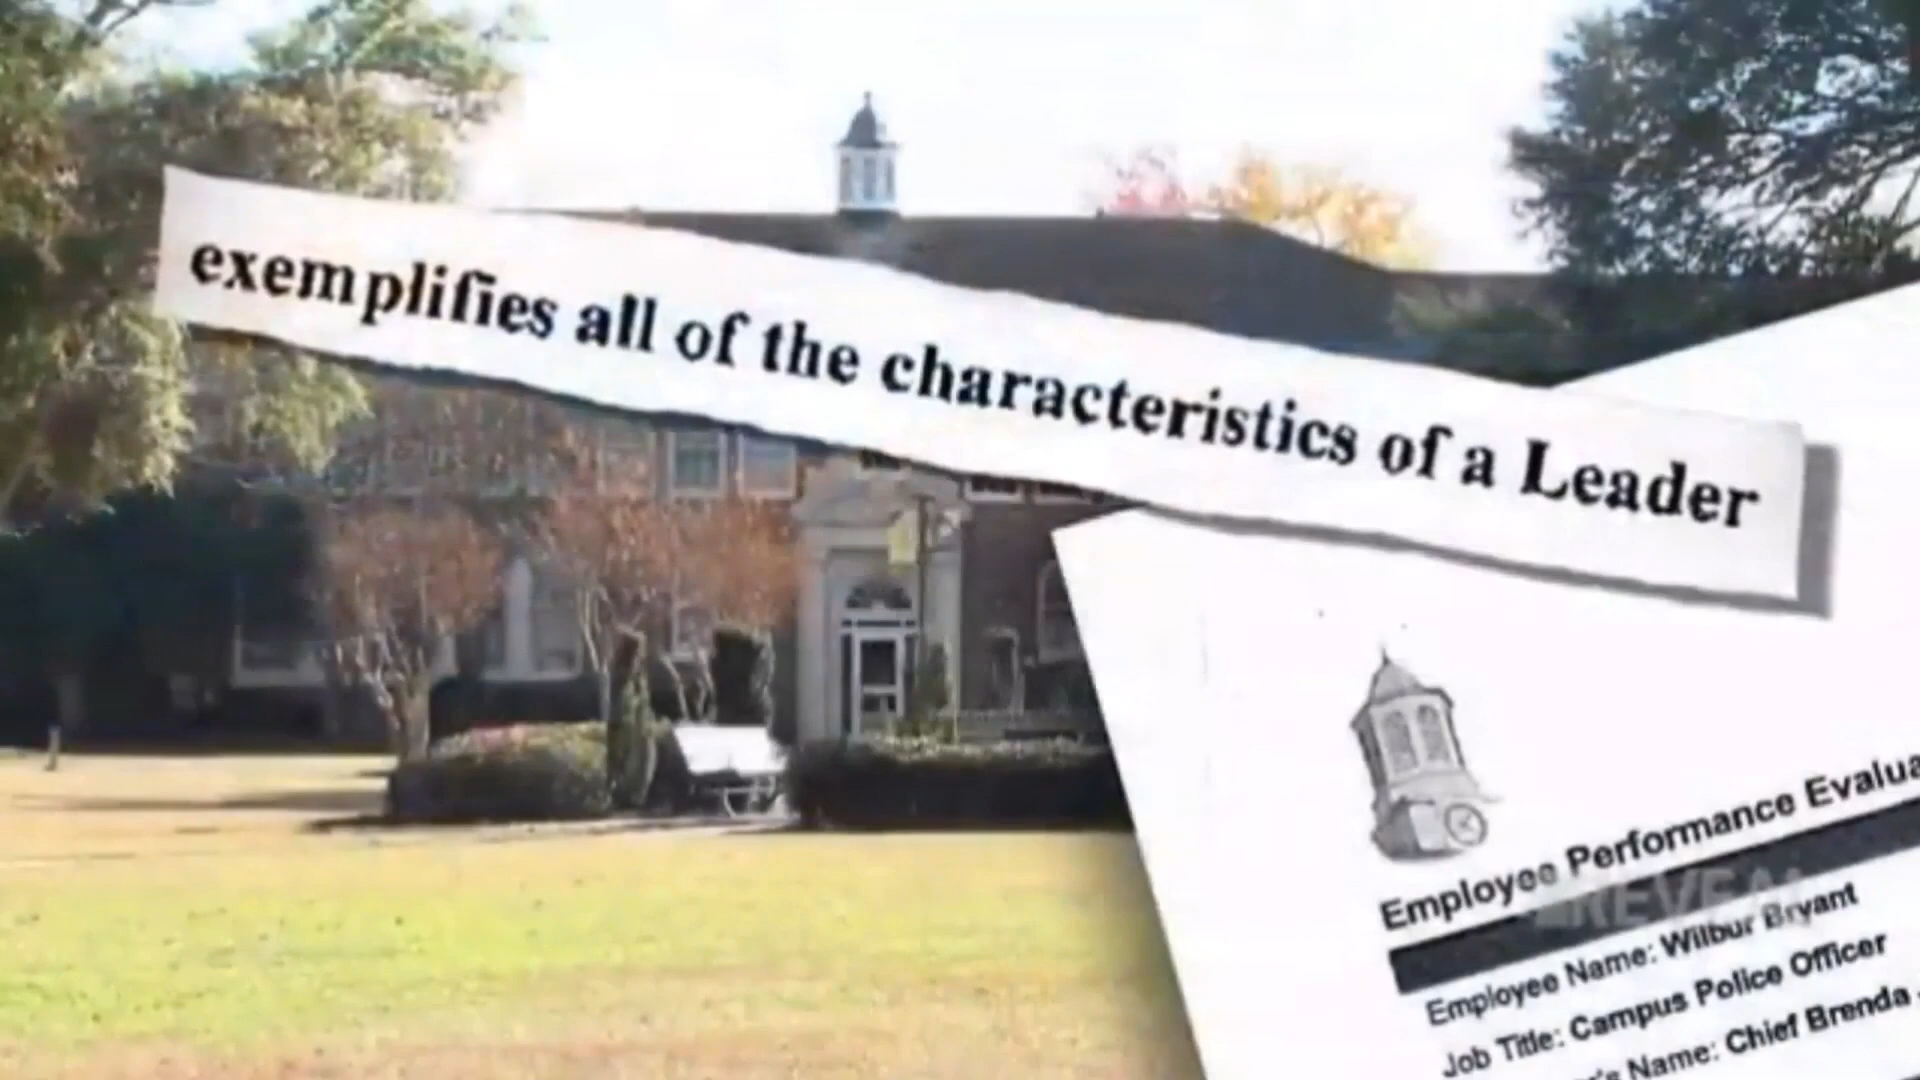 exemplifies all of the characteristics of a Leader
Employee Performance Evalua
REVEAL
Employee Name: Wilbur Bryant
Job Title: Campus Police Officer
's Name: Chief Brenda